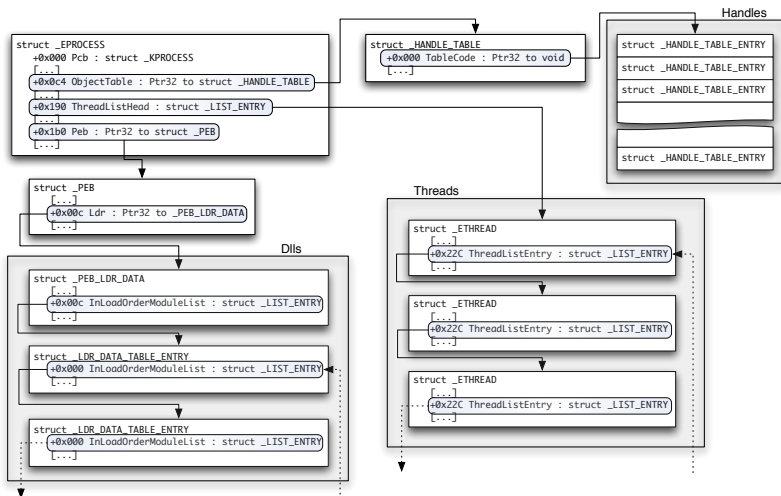 struct _EPROCESS
+0x000 Pcb : struct _KPROCESS
[...]
+0x0c4 ObjectTable : Ptr32 to struct _HANDLE_TABLE
[...]
+0x190 ThreadListHead : struct _LIST_ENTRY
[...]
+0x1b0 Peb : Ptr32 to struct _PEB
[...]
struct _HANDLE_TABLE
+0x000 TableCode : Ptr32 to void
[...]
Handles
struct _HANDLE_TABLE_ENTRY
struct _HANDLE_TABLE_ENTRY
struct _HANDLE_TABLE_ENTRY
struct _HANDLE_TABLE_ENTRY
struct _PEB
[...]
+0x00c Ldr : Ptr32 to _PEB_LDR_DATA
[...]
Dlls
struct _PEB_LDR_DATA
[...]
+0x00c InLoadOrderModuleList : struct _LIST_ENTRY
[...]
struct _LDR_DATA_TABLE_ENTRY
+0x000 InLoadOrderModuleList : struct _LIST_ENTRY
[...]
struct _LDR_DATA_TABLE_ENTRY
+0x000 InLoadOrderModuleList : struct _LIST_ENTRY
[...]
Threads
struct _ETHREAD
[...]
+0x22C ThreadListEntry : struct _LIST_ENTRY
[...]
struct _ETHREAD
[...]
+0x22C ThreadListEntry : struct _LIST_ENTRY
[...]
struct _ETHREAD
[...]
+0x22C ThreadListEntry : struct _LIST_ENTRY
[...]